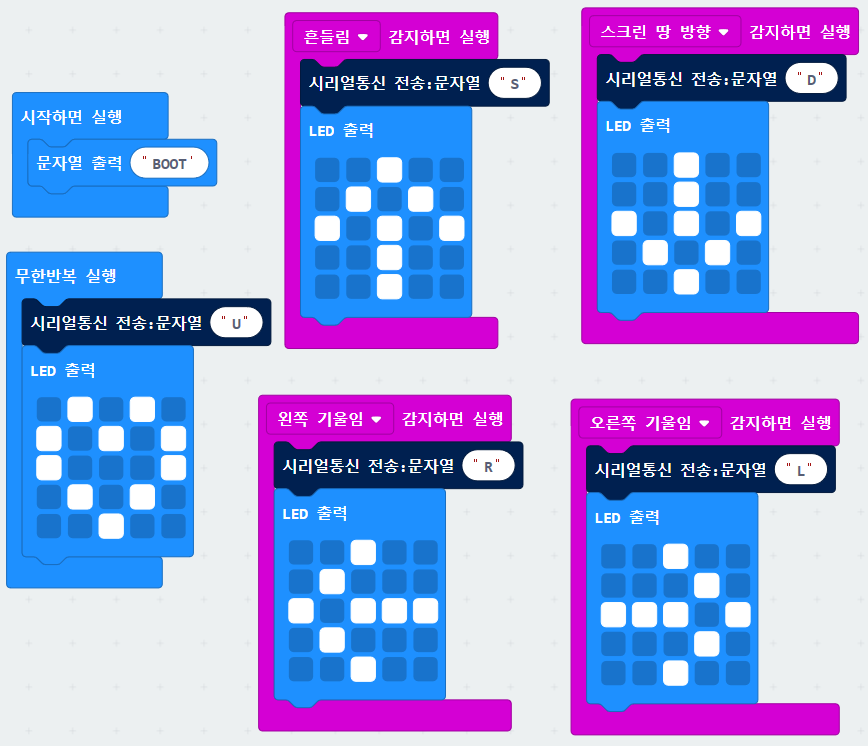 시작하면 실행
문자열 출력 "BOOT"
무한반복 실행
시리얼통신 전송:문자열 "U"
LED 출력
흔들림 감지하면 실행
시리얼통신 전송:문자열 "S"
LED 출력
스크린 땅 방향 감지하면 실행
시리얼통신 전송:문자열 "D"
LED 출력
왼쪽 기울임 감지하면 실행
시리얼통신 전송:문자열 "R"
LED 출력
오른쪽 기울임 감지하면 실행
시리얼통신 전송:문자열 "L"
LED 출력